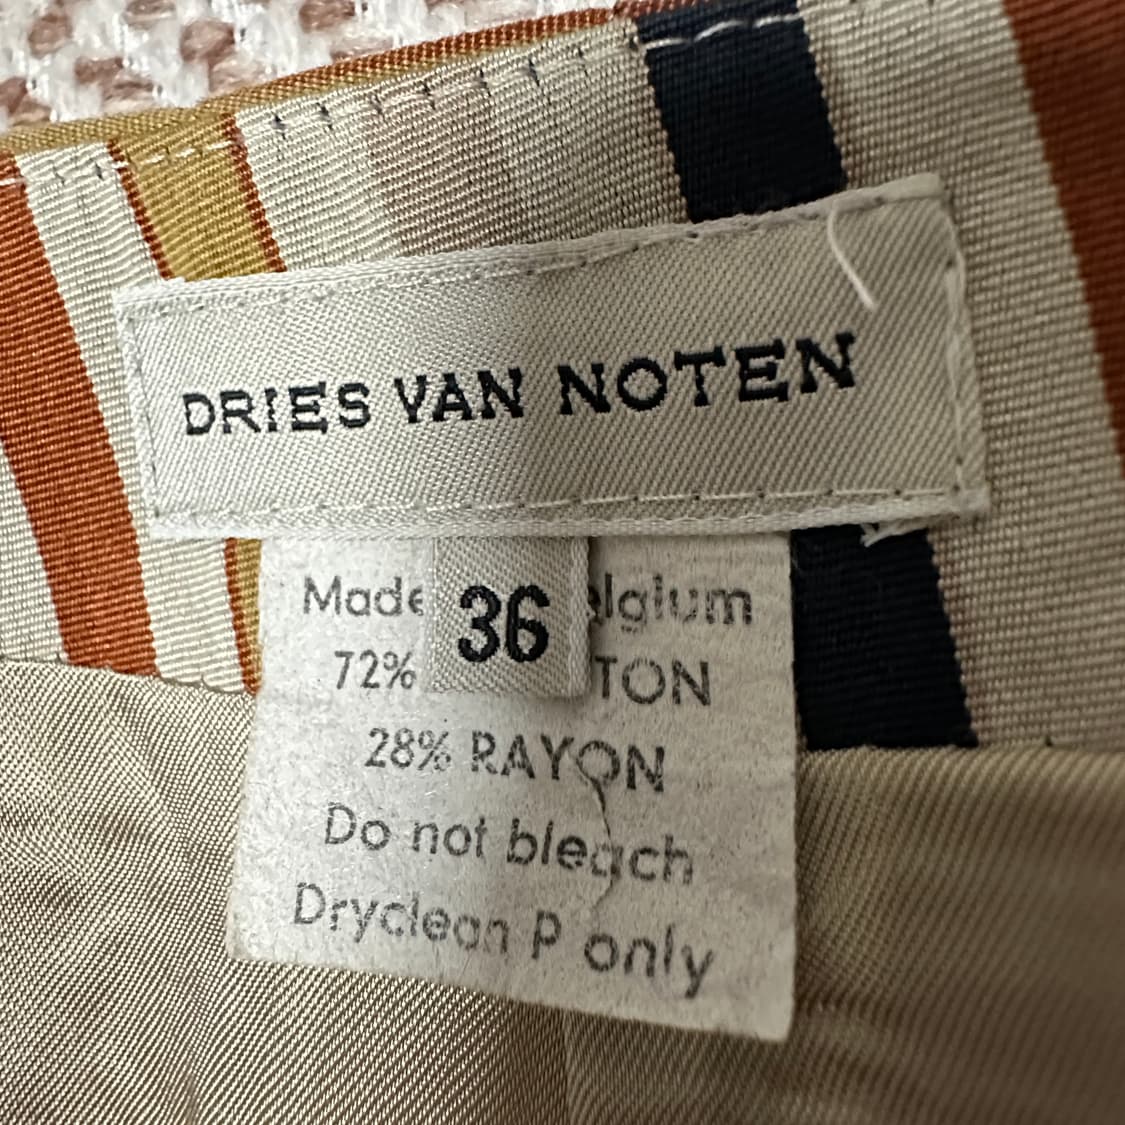 DRIES VAN NOTEN
36
Made elgium
72% TON
28% RAYON
Do not bleach
Dryclean P only